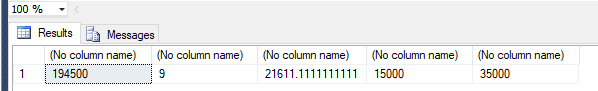 100 %
Results Messages
(No column name) (No column name) (No column name) (No column name) (No column name)
1 194500 9 21611.1111111111 15000 35000